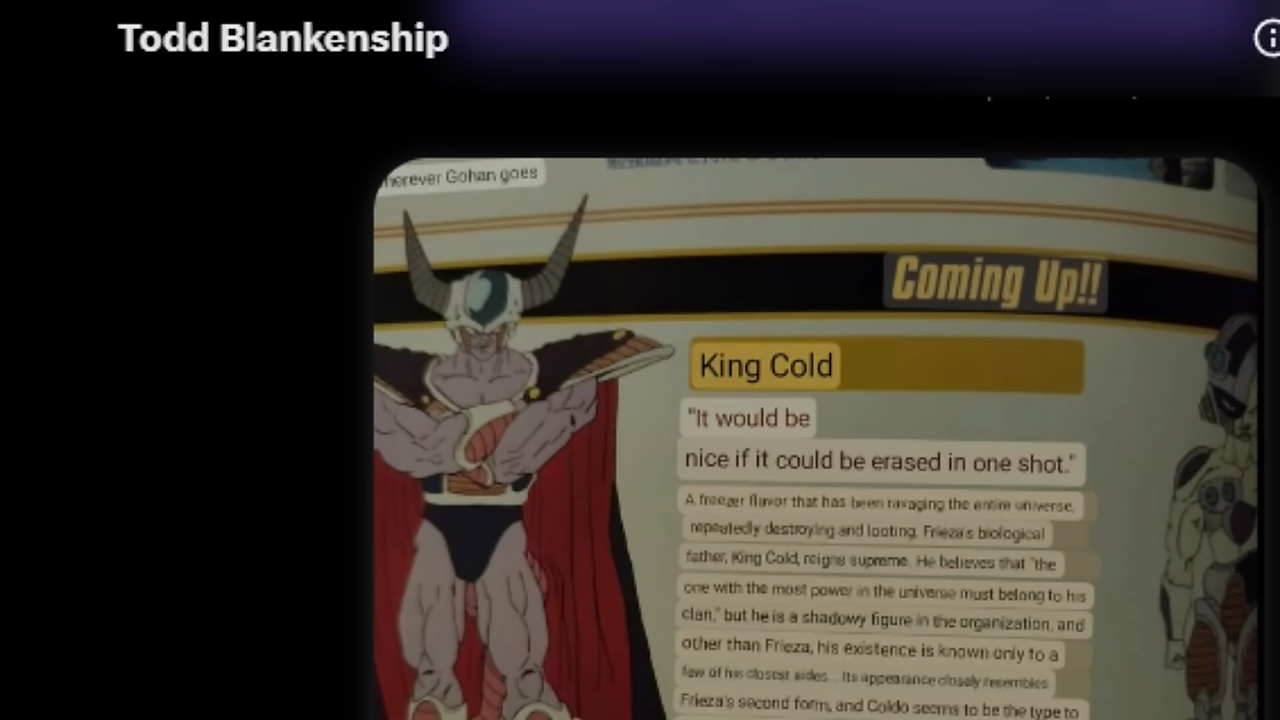 Todd Blankenship
herever Gohan goes
Coming Up!!
King Cold
"It would be
nice if it could be erased in one shot."
A freezer flavor that has been ravaging the entire universe,
repeatedly destroying and looting, Frieza's biological
father, King Cold, reigns supreme. He believes that "the
one with the most power in the universe must belong to his
clan," but he is a shadowy figure in the organization, and
other than Frieza, his existence is known only to a
few of his closest aides... Its appearance closely resembles
Frieza's second form, and Coldo seems to be the type to